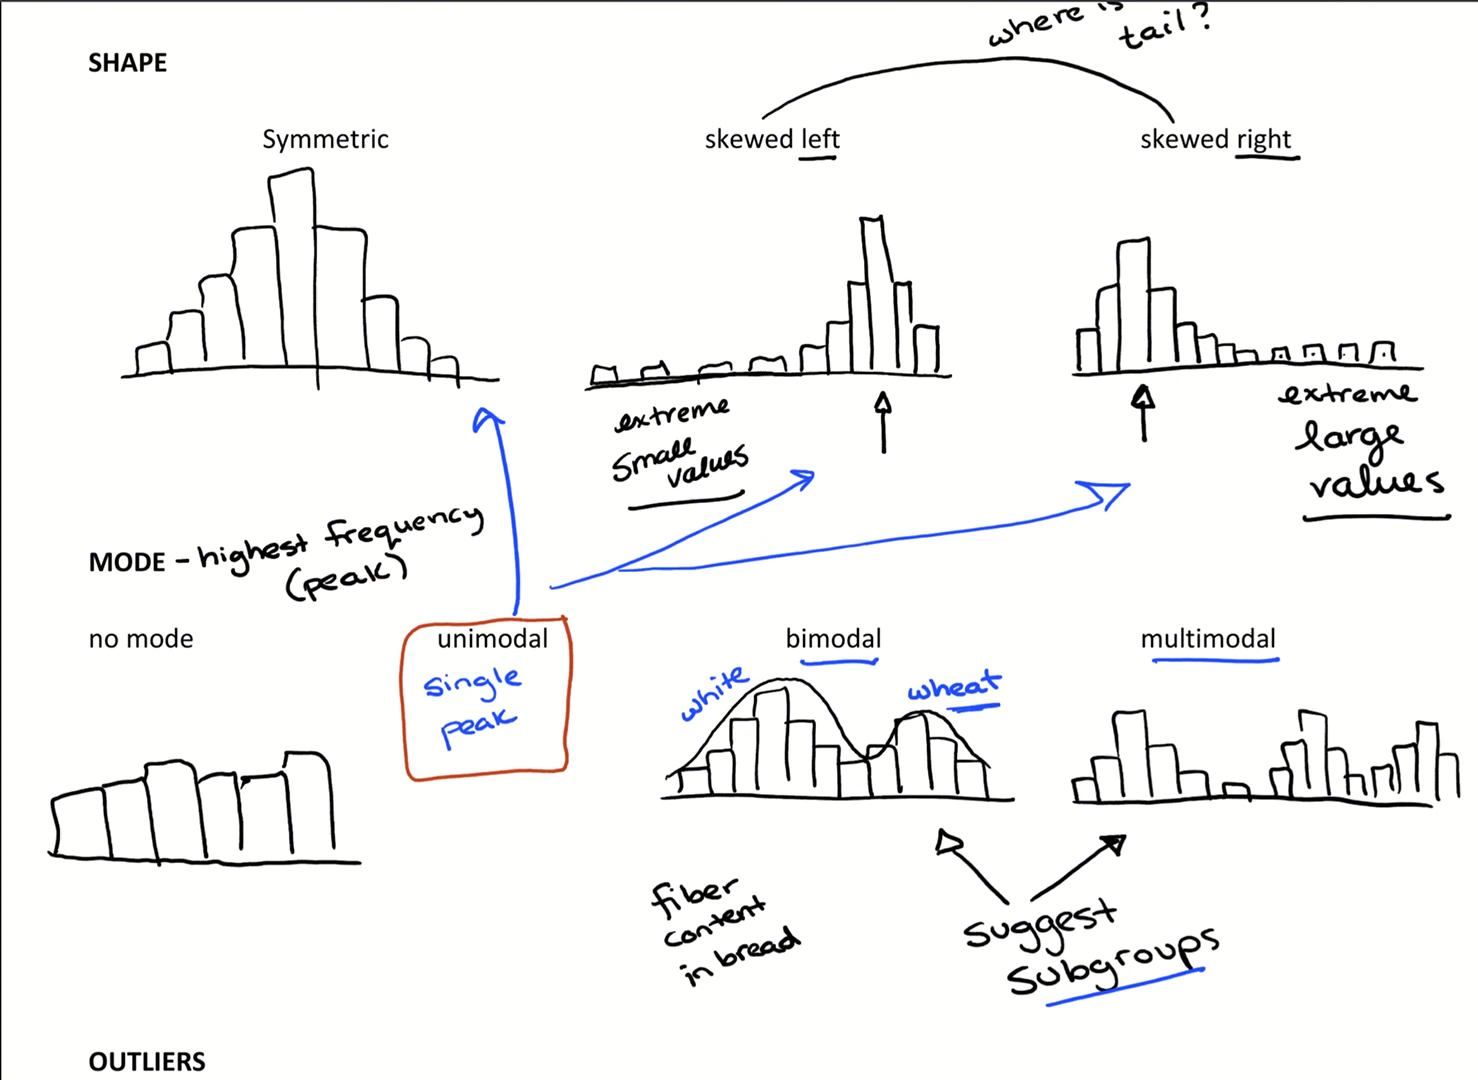 where is
tail?
SHAPE
Symmetric
skewed left
skewed right
extreme
small
values
extreme
large
values
MODE - highest frequency
(peak)
no mode
unimodal
bimodal
multimodal
single
peak
white
wheat
fiber
content
in bread
suggest
subgroups
OUTLIERS